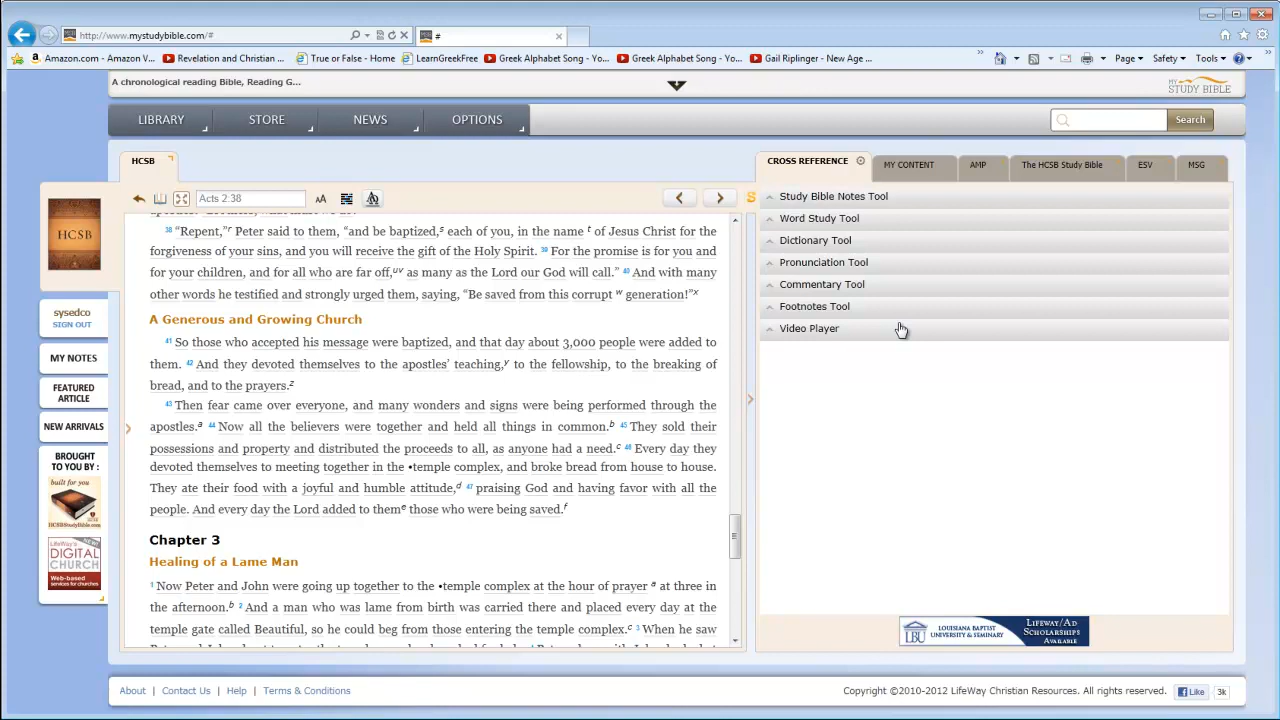 http://www.mystudybible.com/#
#
Amazon.com - Amazon V...
Revelation and Christian ...
True or False - Home
LearnGreekFree
Greek Alphabet Song - Yo...
Greek Alphabet Song - Yo...
Gail Riplinger - New Age ...
Page
Safety
Tools
A chronological reading Bible, Reading G...
MY
STUDY BIBLE
LIBRARY
STORE
NEWS
OPTIONS
Search
HCSB
CROSS REFERENCE
MY CONTENT
AMP
The HCSB Study Bible
ESV
MSG
Acts 2:38
AA
S
HCSB
sysedco
SIGN OUT
MY NOTES
FEATURED
ARTICLE
NEW ARRIVALS
BROUGHT
TO YOU BY :
built for you
HCSBStudyBible.com
NEW!
LifeWay's
DIGITAL
CHURCH
Web-based
services for churches
38 “Repent,”r Peter said to them, “and be baptized,s each of you, in the name t of Jesus Christ for the
forgiveness of your sins, and you will receive the gift of the Holy Spirit. 39 For the promise is for you and
for your children, and for all who are far off,uv as many as the Lord our God will call.” 40 And with many
other words he testified and strongly urged them, saying, “Be saved from this corrupt w generation!”x
A Generous and Growing Church
41 So those who accepted his message were baptized, and that day about 3,000 people were added to
them. 42 And they devoted themselves to the apostles’ teaching,y to the fellowship, to the breaking of
bread, and to the prayers.z
43 Then fear came over everyone, and many wonders and signs were being performed through the
apostles.a 44 Now all the believers were together and held all things in common.b 45 They sold their
possessions and property and distributed the proceeds to all, as anyone had a need.c 46 Every day they
devoted themselves to meeting together in the •temple complex, and broke bread from house to house.
They ate their food with a joyful and humble attitude,d 47 praising God and having favor with all the
people. And every day the Lord added to theme those who were being saved.f
Chapter 3
Healing of a Lame Man
1 Now Peter and John were going up together to the •temple complex at the hour of prayer a at three in
the afternoon.b 2 And a man who was lame from birth was carried there and placed every day at the
temple gate called Beautiful, so he could beg from those entering the temple complex.c 3 When he saw
Study Bible Notes Tool
Word Study Tool
Dictionary Tool
Pronunciation Tool
Commentary Tool
Footnotes Tool
Video Player
LBU
LOUISIANA BAPTIST
UNIVERSITY & SEMINARY
LIFEWAY/AD
SCHOLARSHIPS
AVAILABLE
About | Contact Us | Help | Terms & Conditions
Copyright ©2010-2012 LifeWay Christian Resources. All rights reserved.
Like
3k